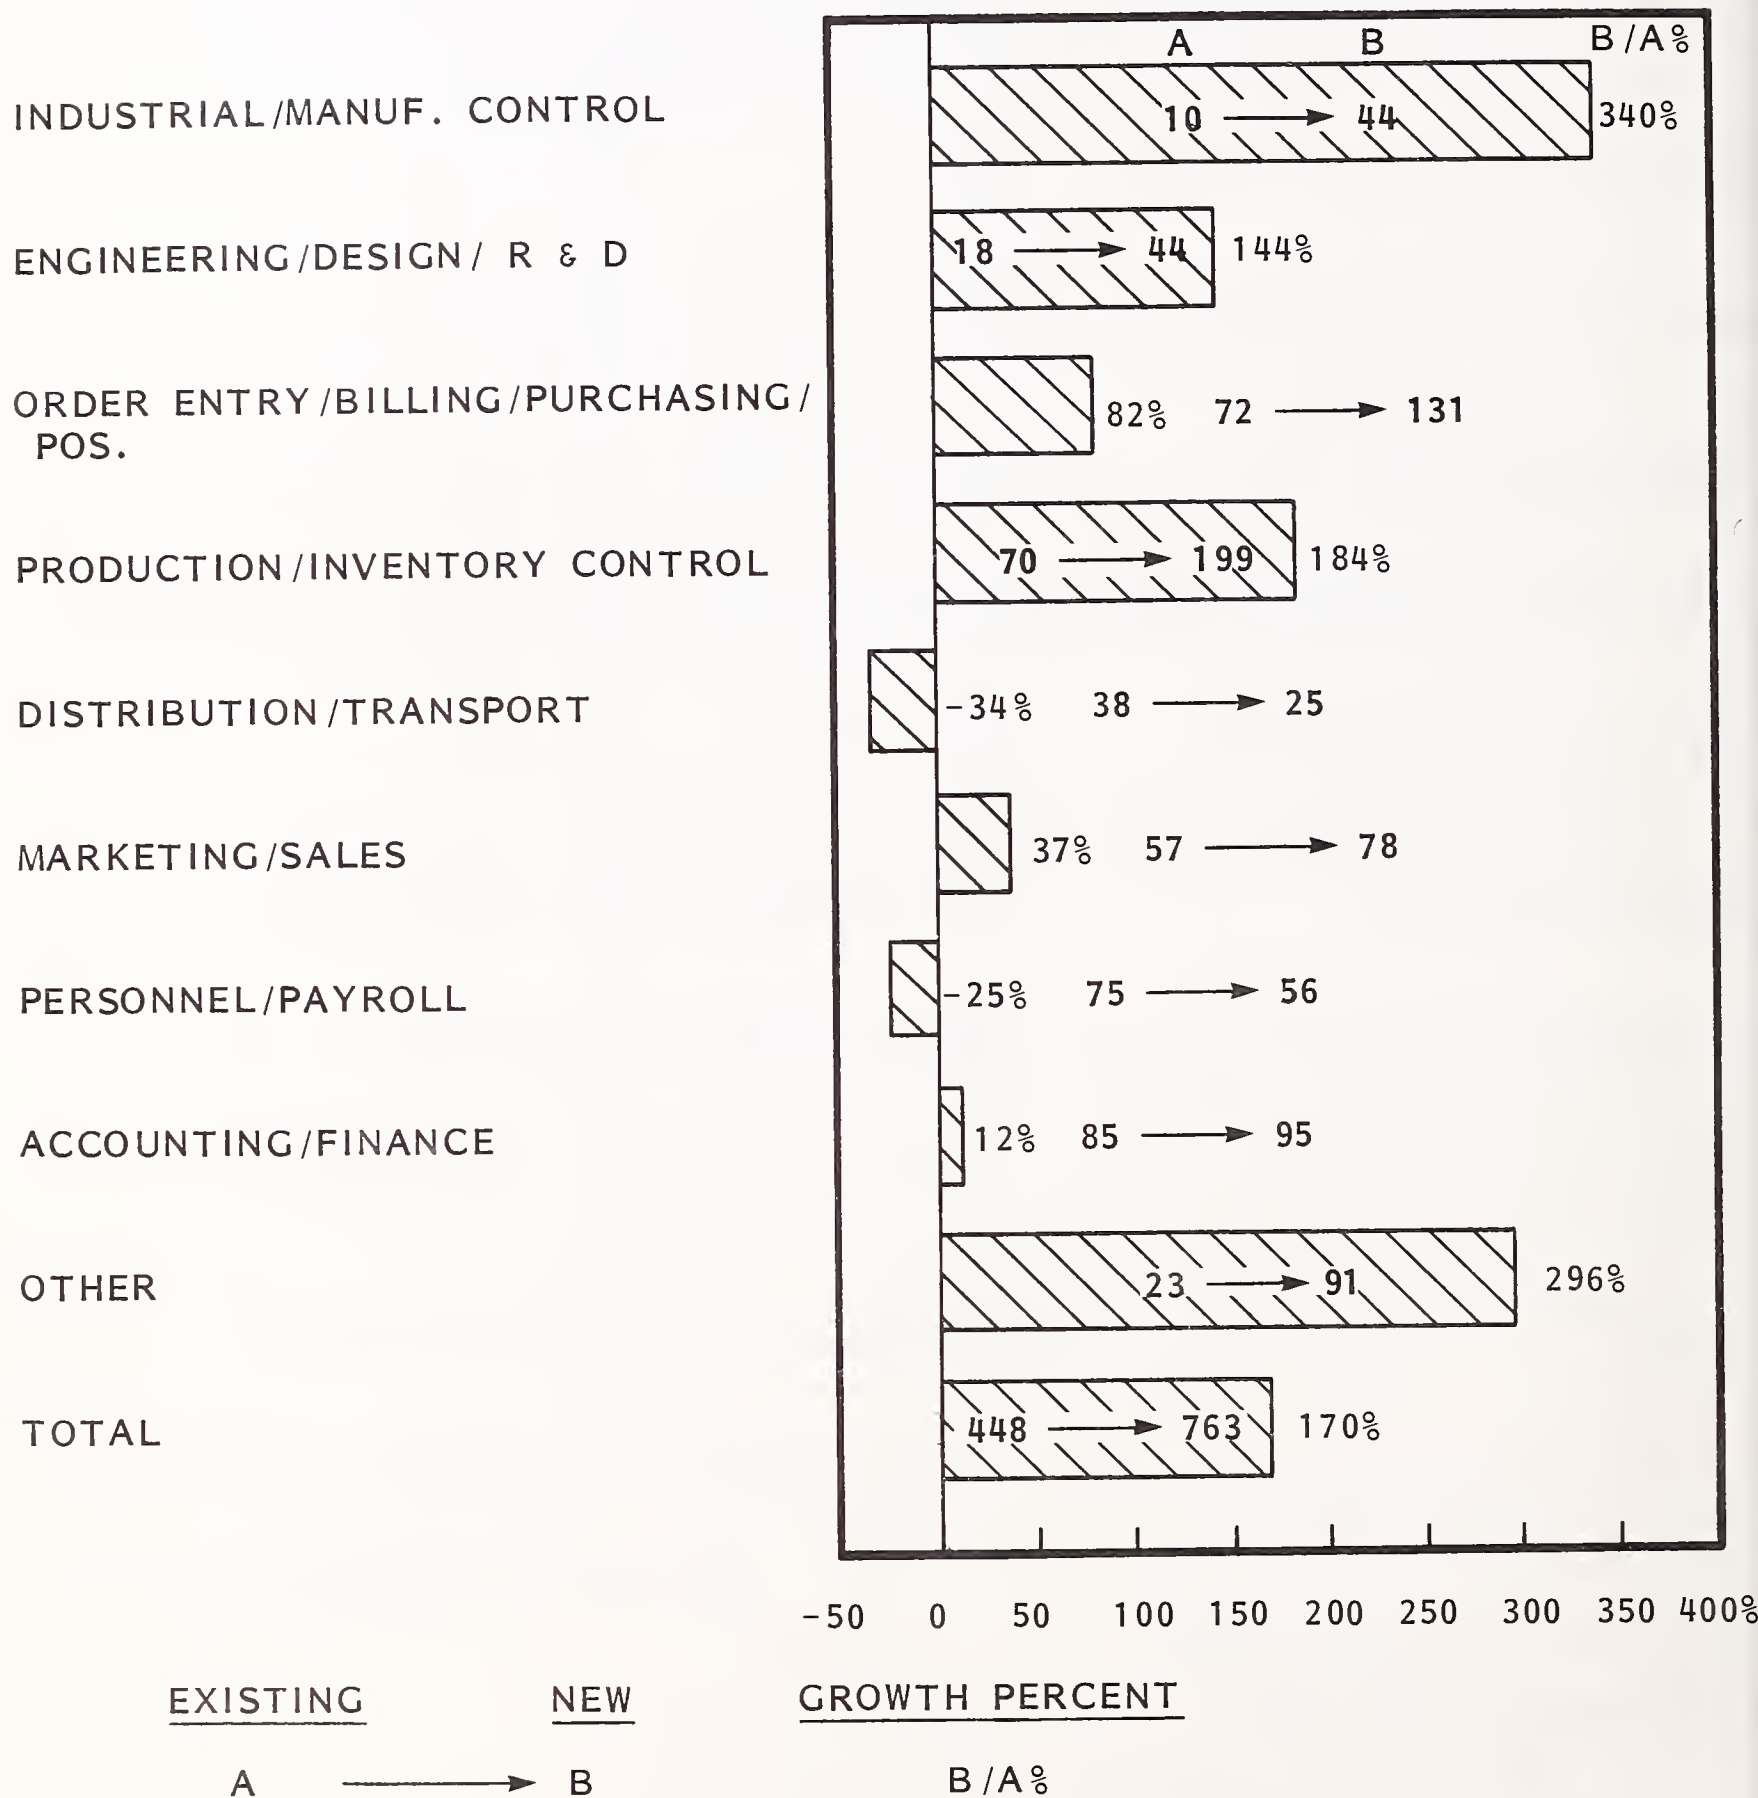 A B B/A%
INDUSTRIAL/MANUF. CONTROL 10 44 340%
ENGINEERING/DESIGN/ R & D 18 44 144%
ORDER ENTRY/BILLING/PURCHASING/
POS. 82% 72 131
PRODUCTION/INVENTORY CONTROL 70 199 184%
DISTRIBUTION/TRANSPORT -34% 38 25
MARKETING/SALES 37% 57 78
PERSONNEL/PAYROLL -25% 75 56
ACCOUNTING/FINANCE 12% 85 95
OTHER 23 91 296%
TOTAL 448 763 170%
-50 0 50 100 150 200 250 300 350 400%
EXISTING NEW GROWTH PERCENT
A B B/A%